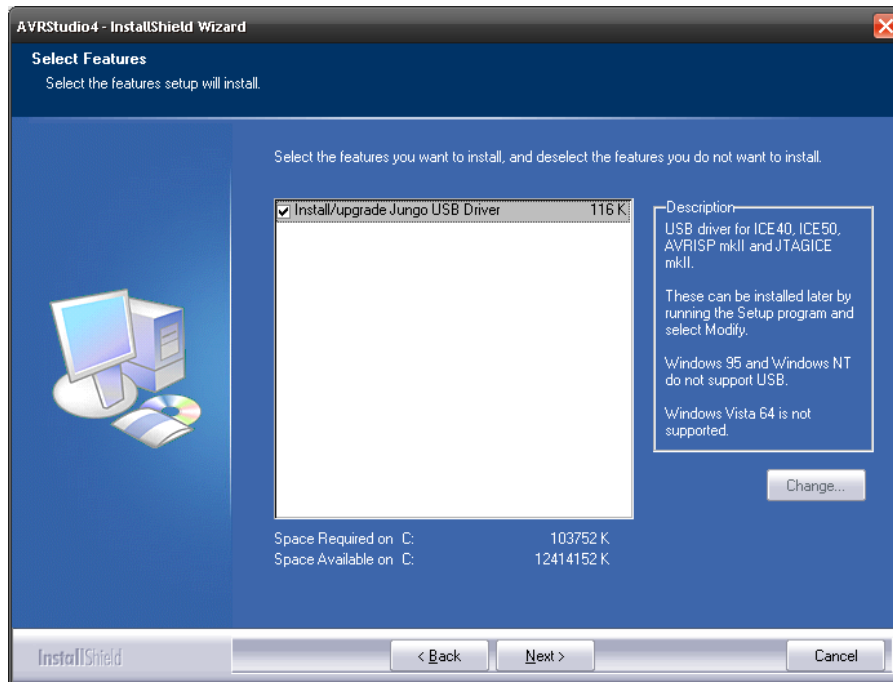 AVRStudio4 - InstallShield Wizard
Select Features
Select the features setup will install.
Select the features you want to install, and deselect the features you do not want to install.
Install/upgrade Jungo USB Driver 116 K
Description
USB driver for ICE40, ICE50,
AVRISP mkII and JTAGICE
mkII.
These can be installed later by
running the Setup program and
select Modify.
Windows 95 and Windows NT
do not support USB.
Windows Vista 64 is not
supported.
Change...
Space Required on C: 103752 K
Space Available on C: 12414152 K
InstallShield
< Back
Next >
Cancel